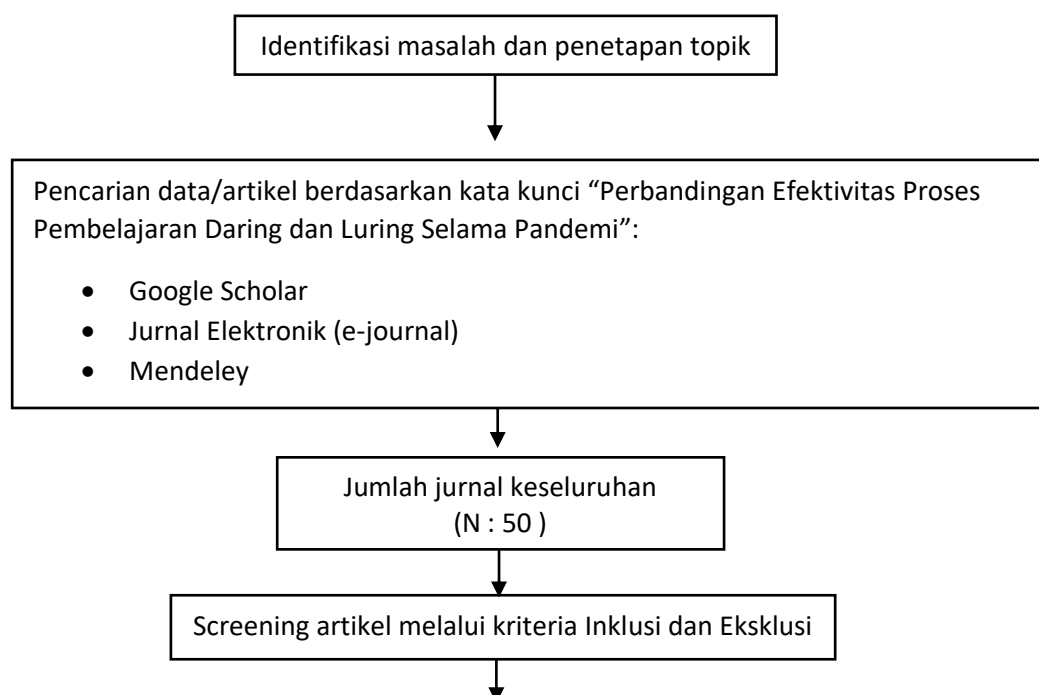 Identifikasi masalah dan penetapan topik
Pencarian data/artikel berdasarkan kata kunci “Perbandingan Efektivitas Proses
Pembelajaran Daring dan Luring Selama Pandemi”:
• Google Scholar
• Jurnal Elektronik (e-journal)
• Mendeley
Jumlah jurnal keseluruhan
(N : 50 )
Screening artikel melalui kriteria Inklusi dan Eksklusi